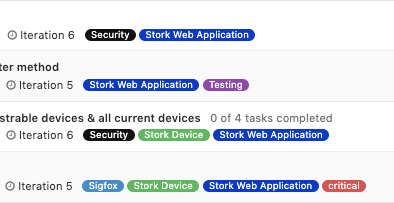 Iteration 6 Security Stork Web Application
ter method
Iteration 5 Stork Web Application Testing
strable devices & all current devices 0 of 4 tasks completed
Iteration 6 Security Stork Device Stork Web Application
Iteration 5 Sigfox Stork Device Stork Web Application critical